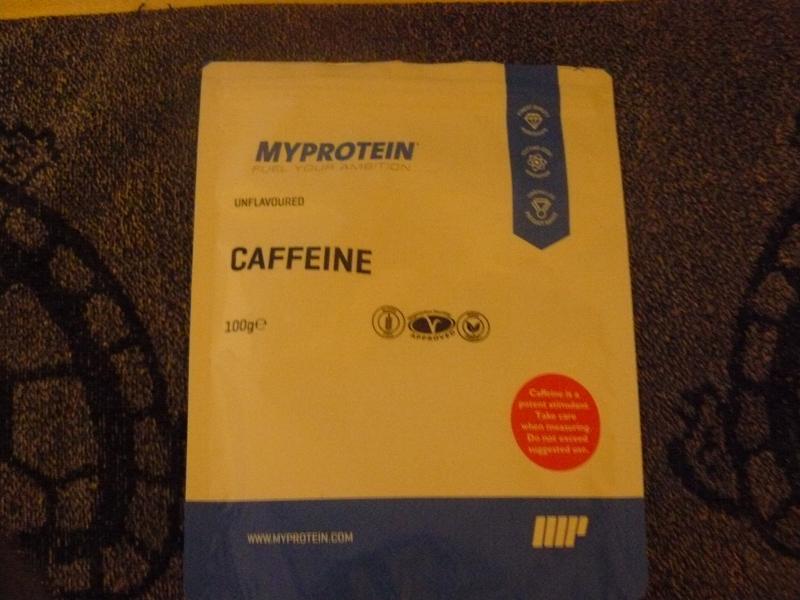 MYPROTEIN
FUEL YOUR AMBITION
UNFLAVOURED
CAFFEINE
100g℮
APPROVED
Caffeine is a
potent stimulant.
Take care
when measuring.
Do not exceed
suggested use.
WWW.MYPROTEIN.COM